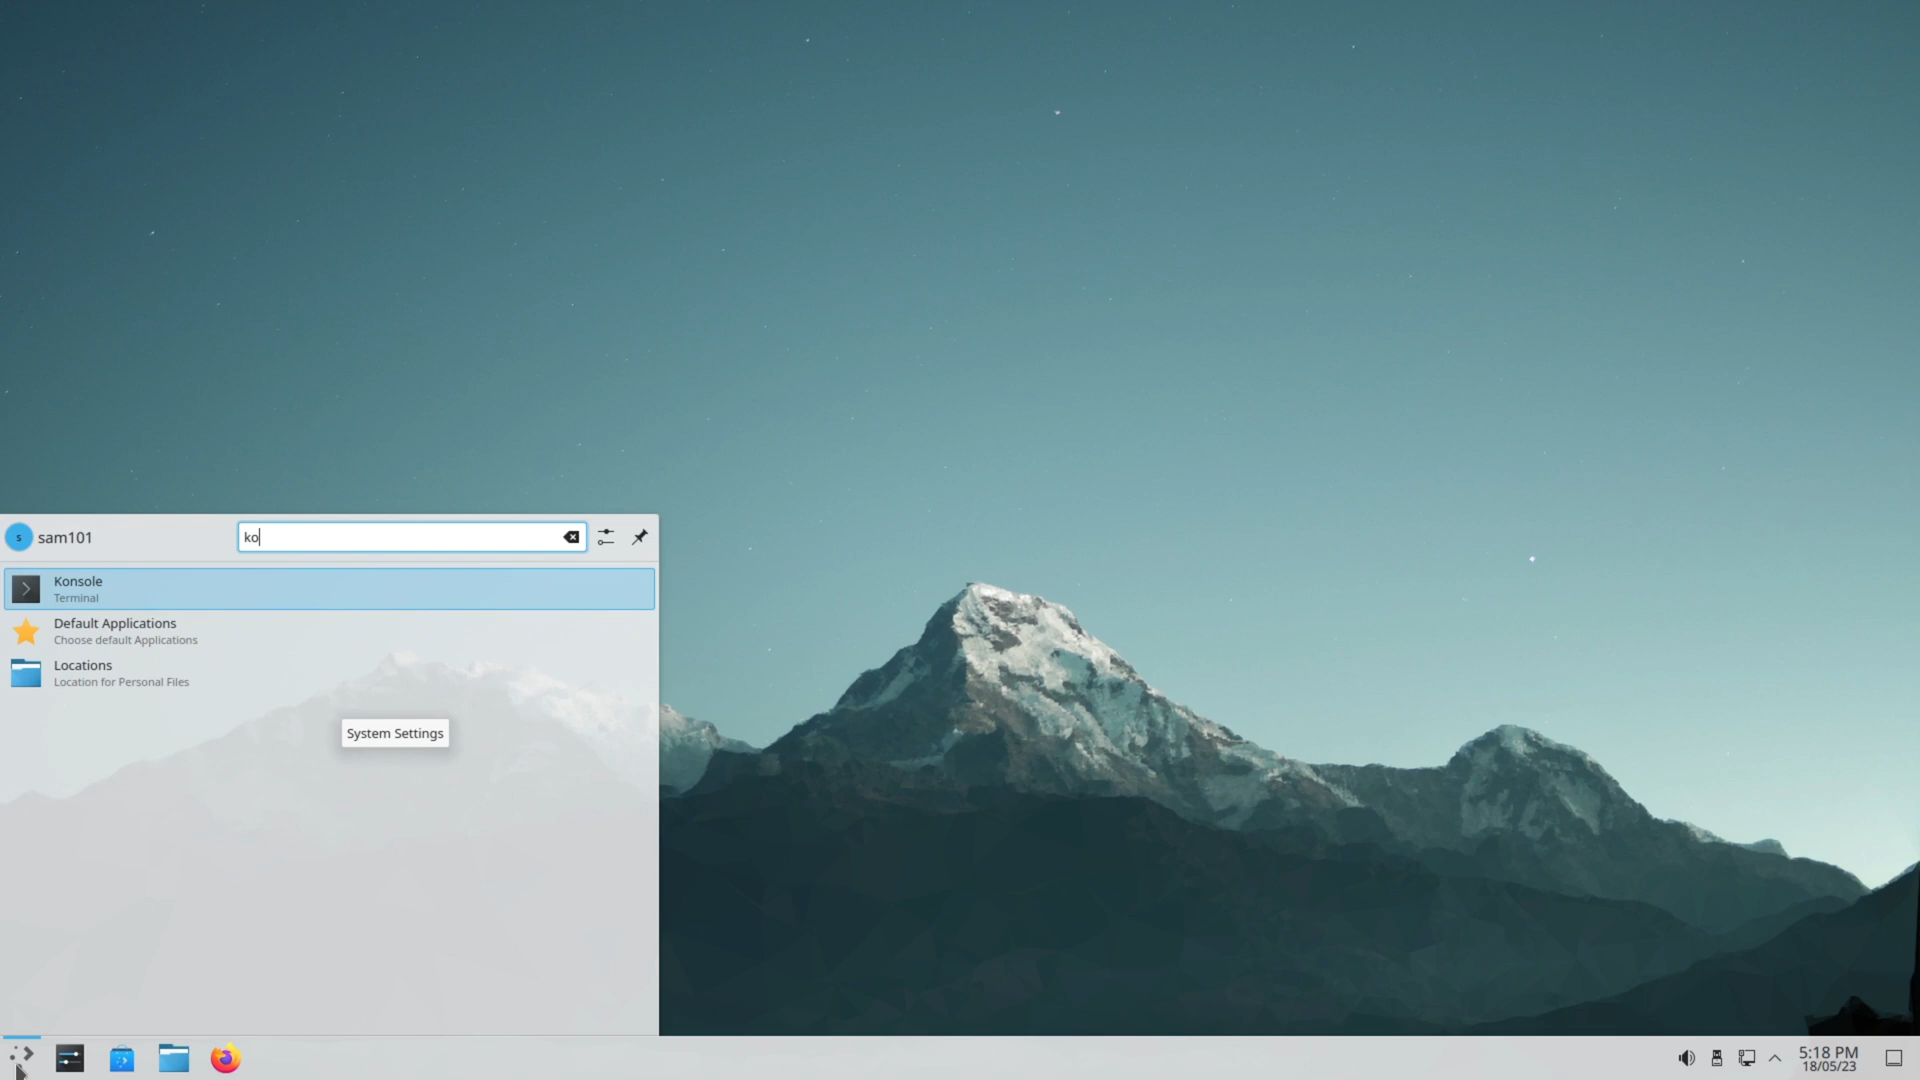 s
sam101
ko
Konsole
Terminal
Default Applications
Choose default Applications
Locations
Location for Personal Files
System Settings
5:18 PM
18/05/23